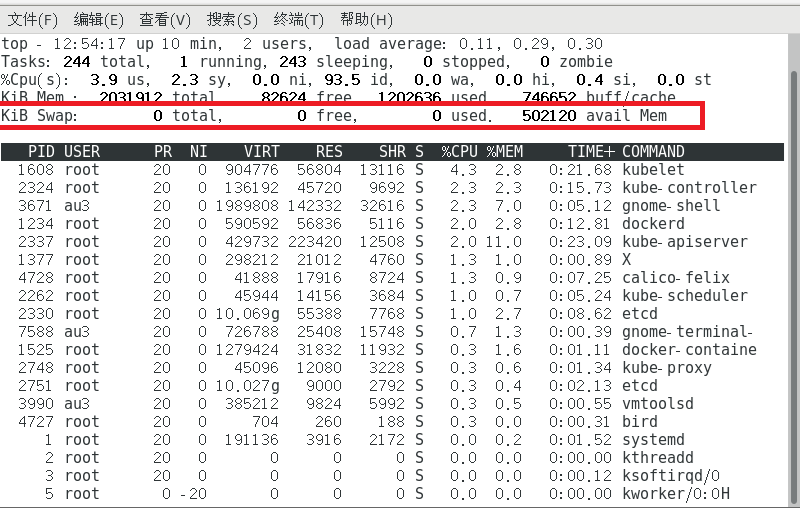 文件(F) 编辑(E) 查看(V) 搜索(S) 终端(T) 帮助(H)
top - 12:54:17 up 10 min, 2 users, load average: 0.11, 0.29, 0.30
Tasks: 244 total, 1 running, 243 sleeping, 0 stopped, 0 zombie
%Cpu(s): 3.9 us, 2.3 sy, 0.0 ni, 93.5 id, 0.0 wa, 0.0 hi, 0.4 si, 0.0 st
KiB Mem : 2031912 total, 82624 free, 1202636 used, 746652 buff/cache
KiB Swap: 0 total, 0 free, 0 used. 502120 avail Mem
PID USER PR NI VIRT RES SHR S %CPU %MEM TIME+ COMMAND
1608 root 20 0 904776 56804 13116 S 4.3 2.8 0:21.68 kubelet
2324 root 20 0 136192 45720 9692 S 2.3 2.3 0:15.73 kube-controller
3671 au3 20 0 1989808 142332 32616 S 2.3 7.0 0:05.12 gnome-shell
1234 root 20 0 590592 56836 5116 S 2.0 2.8 0:12.81 dockerd
2337 root 20 0 429732 223420 12508 S 2.0 11.0 0:23.09 kube-apiserver
1377 root 20 0 298212 21012 4760 S 1.3 1.0 0:00.89 X
4728 root 20 0 41888 17916 8724 S 1.3 0.9 0:07.25 calico-felix
2262 root 20 0 45944 14156 3684 S 1.0 0.7 0:05.24 kube-scheduler
2330 root 20 0 10.069g 55388 7768 S 1.0 2.7 0:08.62 etcd
7588 au3 20 0 726788 25408 15748 S 0.7 1.3 0:00.39 gnome-terminal-
1525 root 20 0 1279424 31832 11932 S 0.3 1.6 0:01.11 docker-containe
2748 root 20 0 45096 12080 3228 S 0.3 0.6 0:01.34 kube-proxy
2751 root 20 0 10.027g 9000 2792 S 0.3 0.4 0:02.13 etcd
3990 au3 20 0 385212 9824 5992 S 0.3 0.5 0:00.55 vmtoolsd
4727 root 20 0 704 260 188 S 0.3 0.0 0:00.31 bird
1 root 20 0 191136 3916 2172 S 0.0 0.2 0:01.52 systemd
2 root 20 0 0 0 0 S 0.0 0.0 0:00.00 kthreadd
3 root 20 0 0 0 0 S 0.0 0.0 0:00.12 ksoftirqd/0
5 root 0 -20 0 0 0 S 0.0 0.0 0:00.00 kworker/0:0H